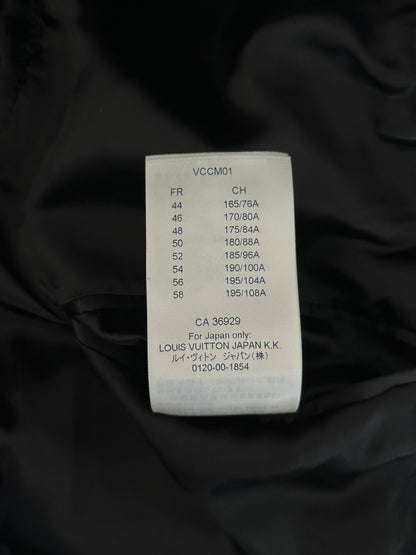 VCCM01
FR CH
44 165/76A
46 170/80A
48 175/84A
50 180/88A
52 185/96A
54 190/100A
56 195/104A
58 195/108A
CA 36929
For Japan only:
LOUIS VUITTON JAPAN K.K.
ルイ・ヴィトン ジャパン(株)
0120-00-1854